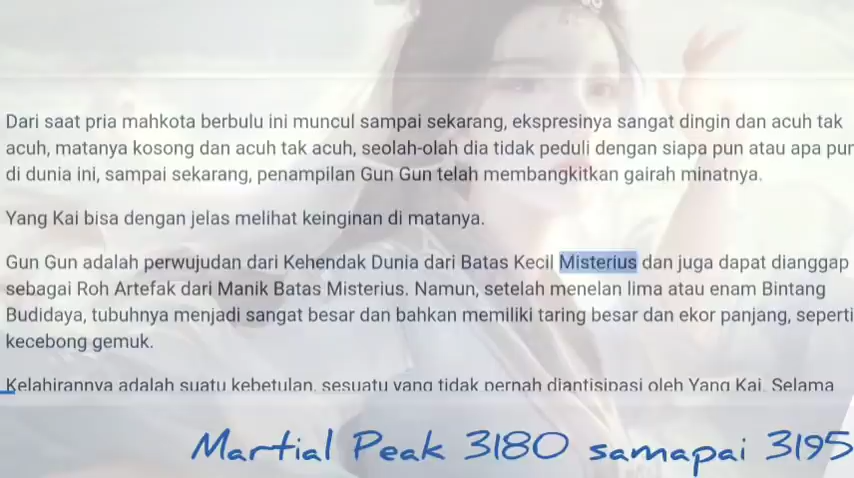 Dari saat pria mahkota berbulu ini muncul sampai sekarang, ekspresinya sangat dingin dan acuh tak
acuh, matanya kosong dan acuh tak acuh, seolah-olah dia tidak peduli dengan siapa pun atau apa pun
di dunia ini, sampai sekarang, penampilan Gun Gun telah membangkitkan gairah minatnya.
Yang Kai bisa dengan jelas melihat keinginan di matanya.
Gun Gun adalah perwujudan dari Kehendak Dunia dari Batas Kecil Misterius dan juga dapat dianggap
sebagai Roh Artefak dari Manik Batas Misterius. Namun, setelah menelan lima atau enam Bintang
Budidaya, tubuhnya menjadi sangat besar dan bahkan memiliki taring besar dan ekor panjang, seperti
kecebong gemuk.
Kelahirannya adalah suatu kebetulan, sesuatu yang tidak pernah diantisipasi oleh Yang Kai. Selama
Martial Peak 3180 samapai 3195